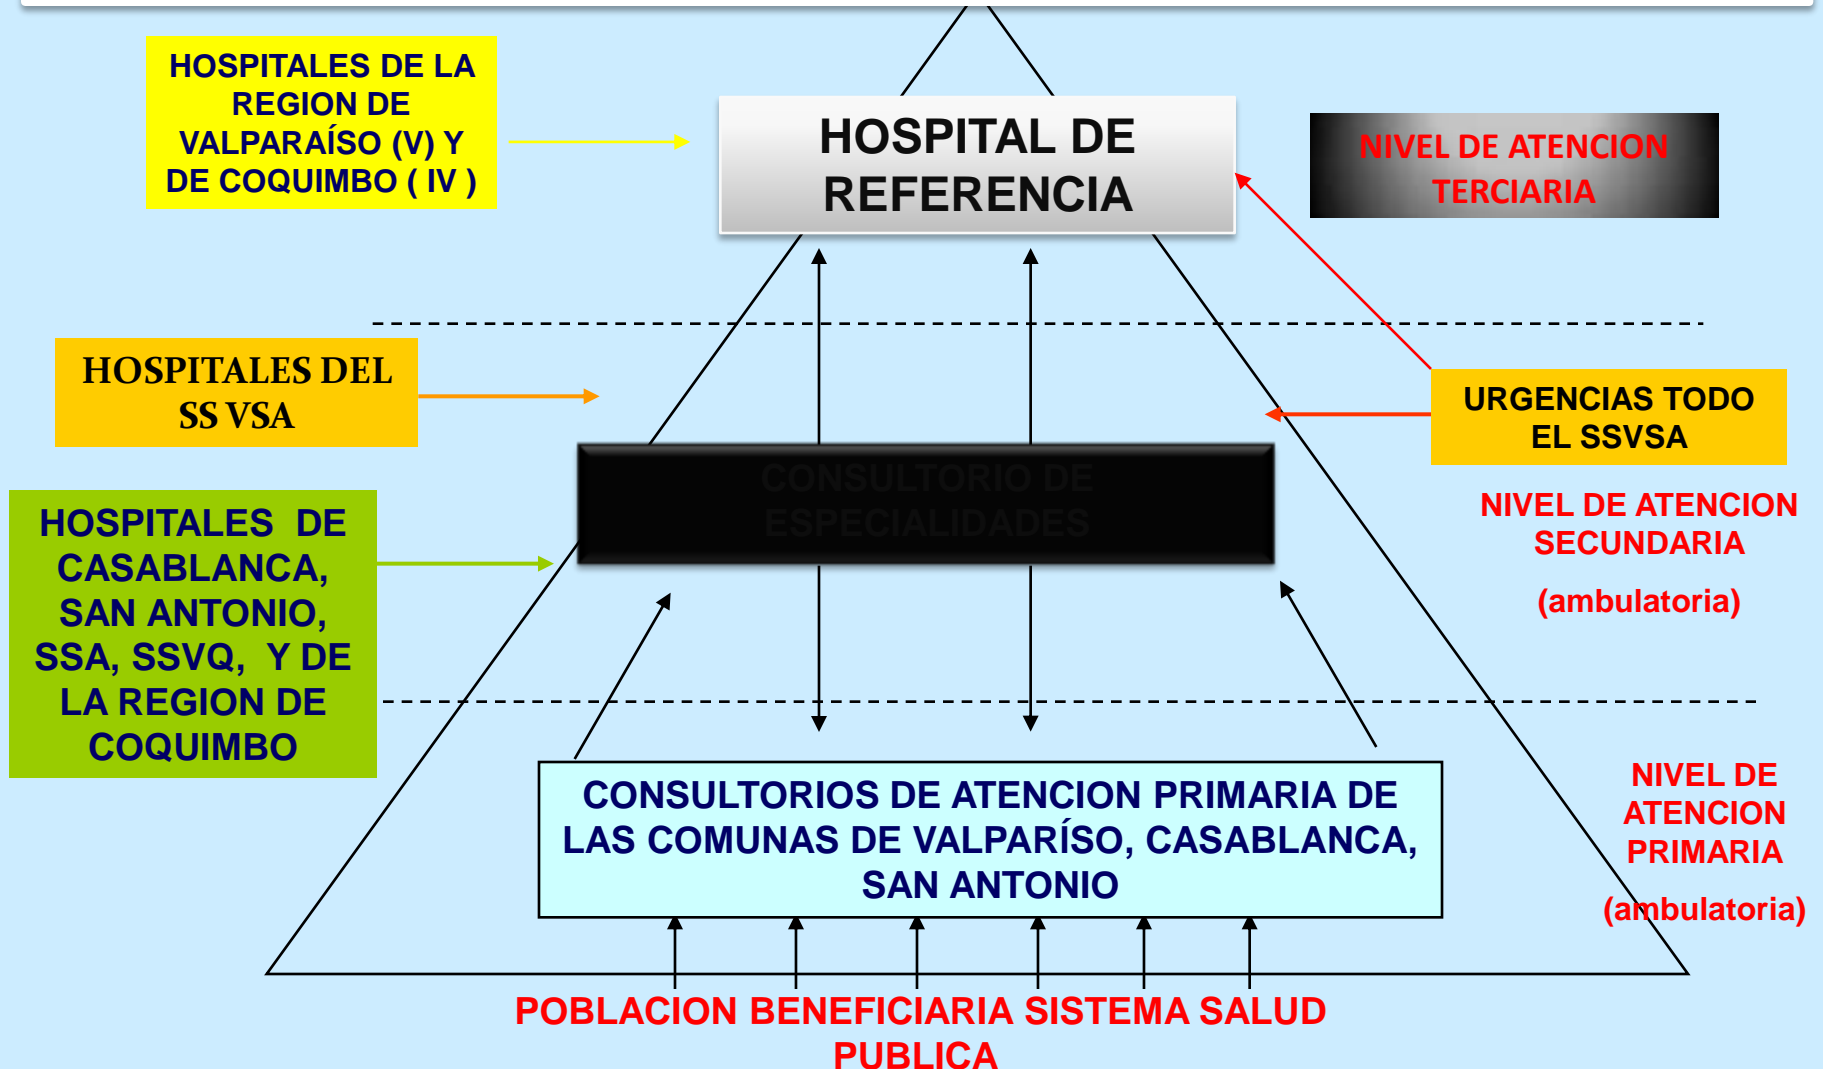 HOSPITALES DE LA
REGION DE
VALPARAÍSO (V) Y
DE COQUIMBO ( IV )
HOSPITAL DE
REFERENCIA
NIVEL DE ATENCION
TERCIARIA
HOSPITALES DEL
SS VSA
URGENCIAS TODO
EL SSVSA
CONSULTORIO DE
ESPECIALIDADES
NIVEL DE ATENCION
SECUNDARIA
(ambulatoria)
HOSPITALES DE
CASABLANCA,
SAN ANTONIO,
SSA, SSVQ, Y DE
LA REGION DE
COQUIMBO
CONSULTORIOS DE ATENCION PRIMARIA DE
LAS COMUNAS DE VALPARÍSO, CASABLANCA,
SAN ANTONIO
NIVEL DE
ATENCION
PRIMARIA
(ambulatoria)
POBLACION BENEFICIARIA SISTEMA SALUD
PUBLICA